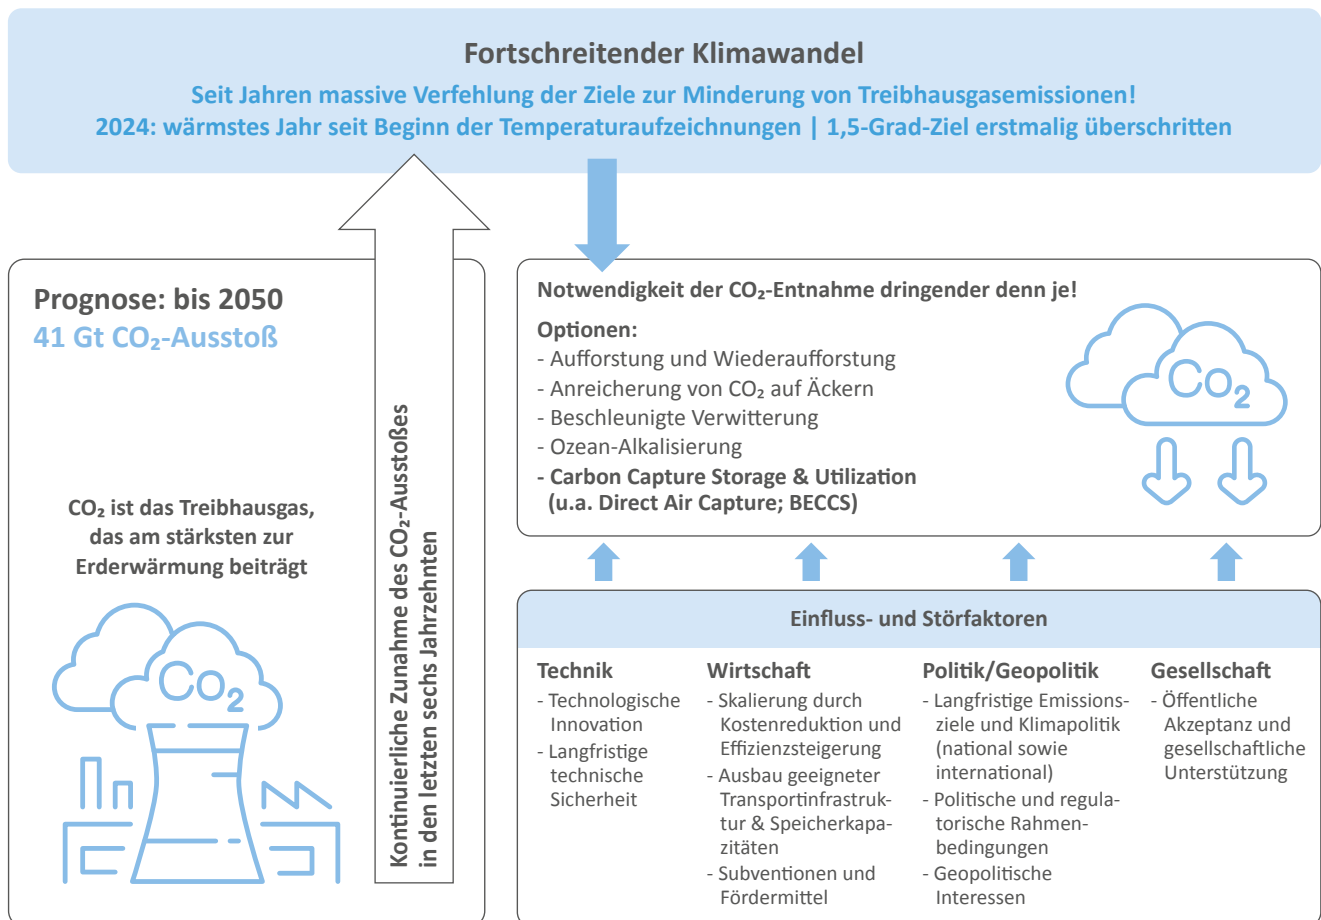 Fortschreitender Klimawandel
Seit Jahren massive Verfehlung der Ziele zur Minderung von Treibhausgasemissionen!
2024: wärmstes Jahr seit Beginn der Temperaturaufzeichnungen | 1,5-Grad-Ziel erstmalig überschritten
Prognose: bis 2050
41 Gt CO₂-Ausstoß
CO₂ ist das Treibhausgas,
das am stärksten zur
Erderwärmung beiträgt
CO₂
Kontinuierliche Zunahme des CO₂-Ausstoßes
in den letzten sechs Jahrzehnten
Notwendigkeit der CO₂-Entnahme dringender denn je!
Optionen:
- Aufforstung und Wiederaufforstung
- Anreicherung von CO₂ auf Äckern
- Beschleunigte Verwitterung
- Ozean-Alkalisierung
- Carbon Capture Storage & Utilization
(u.a. Direct Air Capture; BECCS)
CO₂
Einfluss- und Störfaktoren
Technik
- Technologische
Innovation
- Langfristige
technische
Sicherheit
Wirtschaft
- Skalierung durch
Kostenreduktion und
Effizienzsteigerung
- Ausbau geeigneter
Transportinfrastruk-
tur & Speicherkapa-
zitäten
- Subventionen und
Fördermittel
Politik/Geopolitik
- Langfristige Emissions-
ziele und Klimapolitik
(national sowie
international)
- Politische und regula-
torische Rahmen-
bedingungen
- Geopolitische
Interessen
Gesellschaft
- Öffentliche
Akzeptanz und
gesellschaftliche
Unterstützung